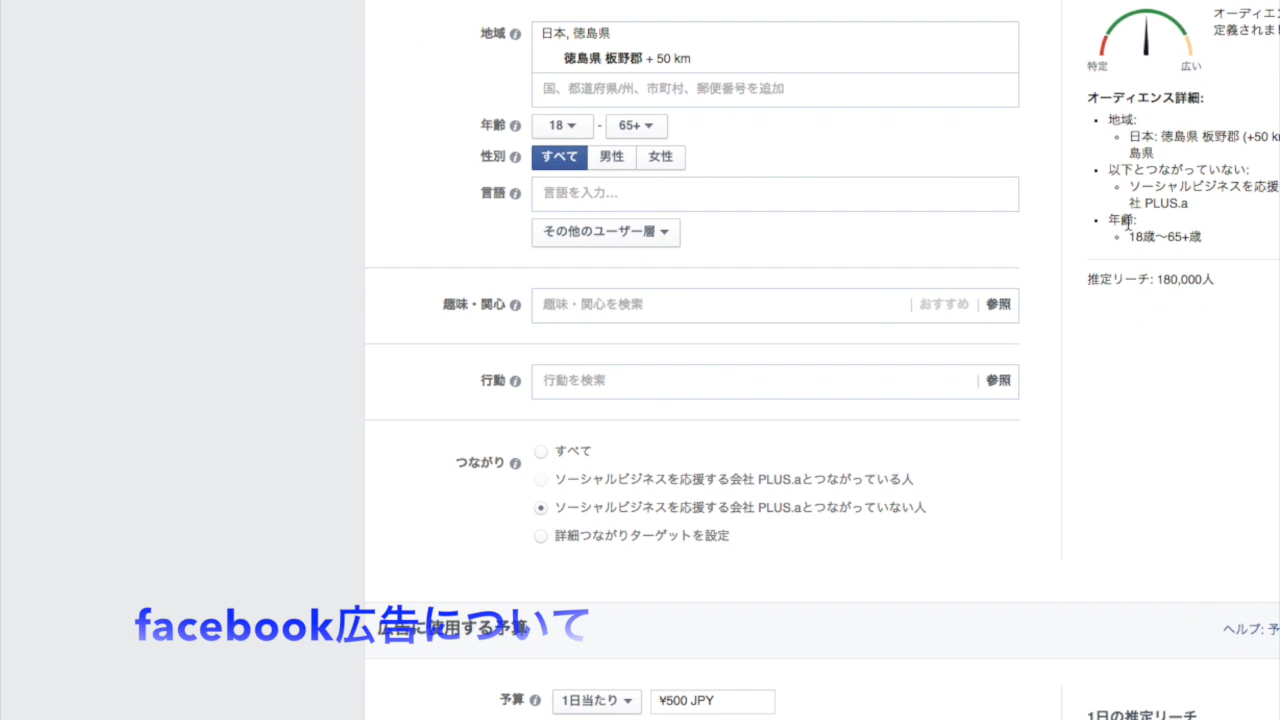 地域
日本, 徳島県
徳島県 板野郡 + 50 km
国、都道府県/州、市町村、郵便番号を追加
年齢 18 - 65+
性別 すべて 男性 女性
言語 言語を入力...
その他のユーザー層
趣味・関心 趣味・関心を検索 おすすめ 参照
行動 行動を検索 参照
つながり
すべて
ソーシャルビジネスを応援する会社 PLUS.aとつながっている人
ソーシャルビジネスを応援する会社 PLUS.aとつながっていない人
詳細つながりターゲットを設定
facebook広告について
広告に使用する予算
ヘルプ: 予
予算 1日当たり ¥500 JPY
オーディエン
定義されまし
特定 広い
オーディエンス詳細:
地域:
日本: 徳島県 板野郡 (+50 k
島県
以下とつながっていない:
ソーシャルビジネスを応援
社 PLUS.a
年齢:
18歳〜65+歳
推定リーチ: 180,000人
1日の推定リーチ